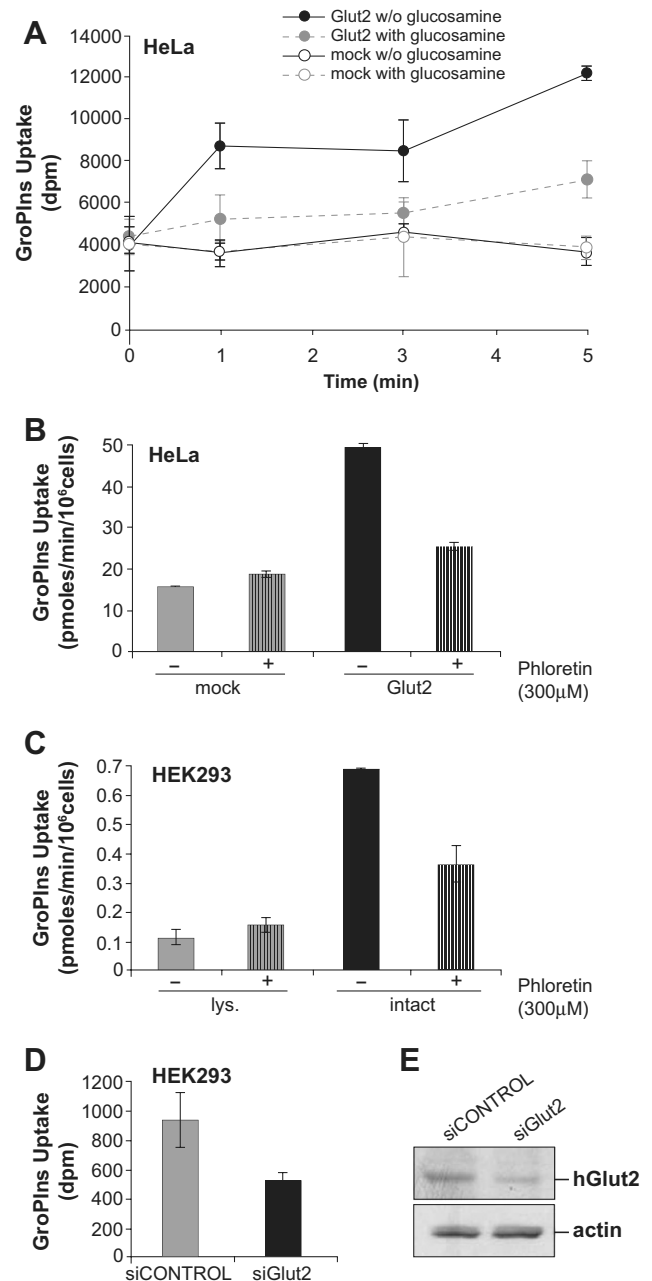 A
HeLa
Glut2 w/o glucosamine
Glut2 with glucosamine
mock w/o glucosamine
mock with glucosamine
GroPIns Uptake
(dpm)
14000
12000
10000
8000
6000
4000
2000
0
0 1 2 3 4 5
Time (min)
B
HeLa
GroPIns Uptake
(pmoles/min/10⁶cells)
50
40
30
20
10
0
– + – +
mock Glut2
Phloretin
(300μM)
C
HEK293
GroPIns Uptake
(pmoles/min/10⁶cells)
0.7
0.6
0.5
0.4
0.3
0.2
0.1
0
– + – +
lys. intact
Phloretin
(300μM)
D
HEK293
GroPIns Uptake
(dpm)
1200
1000
800
600
400
200
0
siCONTROL siGlut2
E
siCONTROL
siGlut2
hGlut2
actin